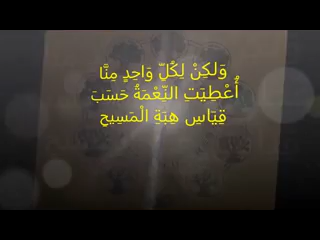 وَلكِنْ لِكُلِّ وَاحِدٍ مِنَّا
أُعْطِيَتِ النِّعْمَةُ حَسَبَ
قِيَاسِ هِبَةِ الْمَسِيحِ